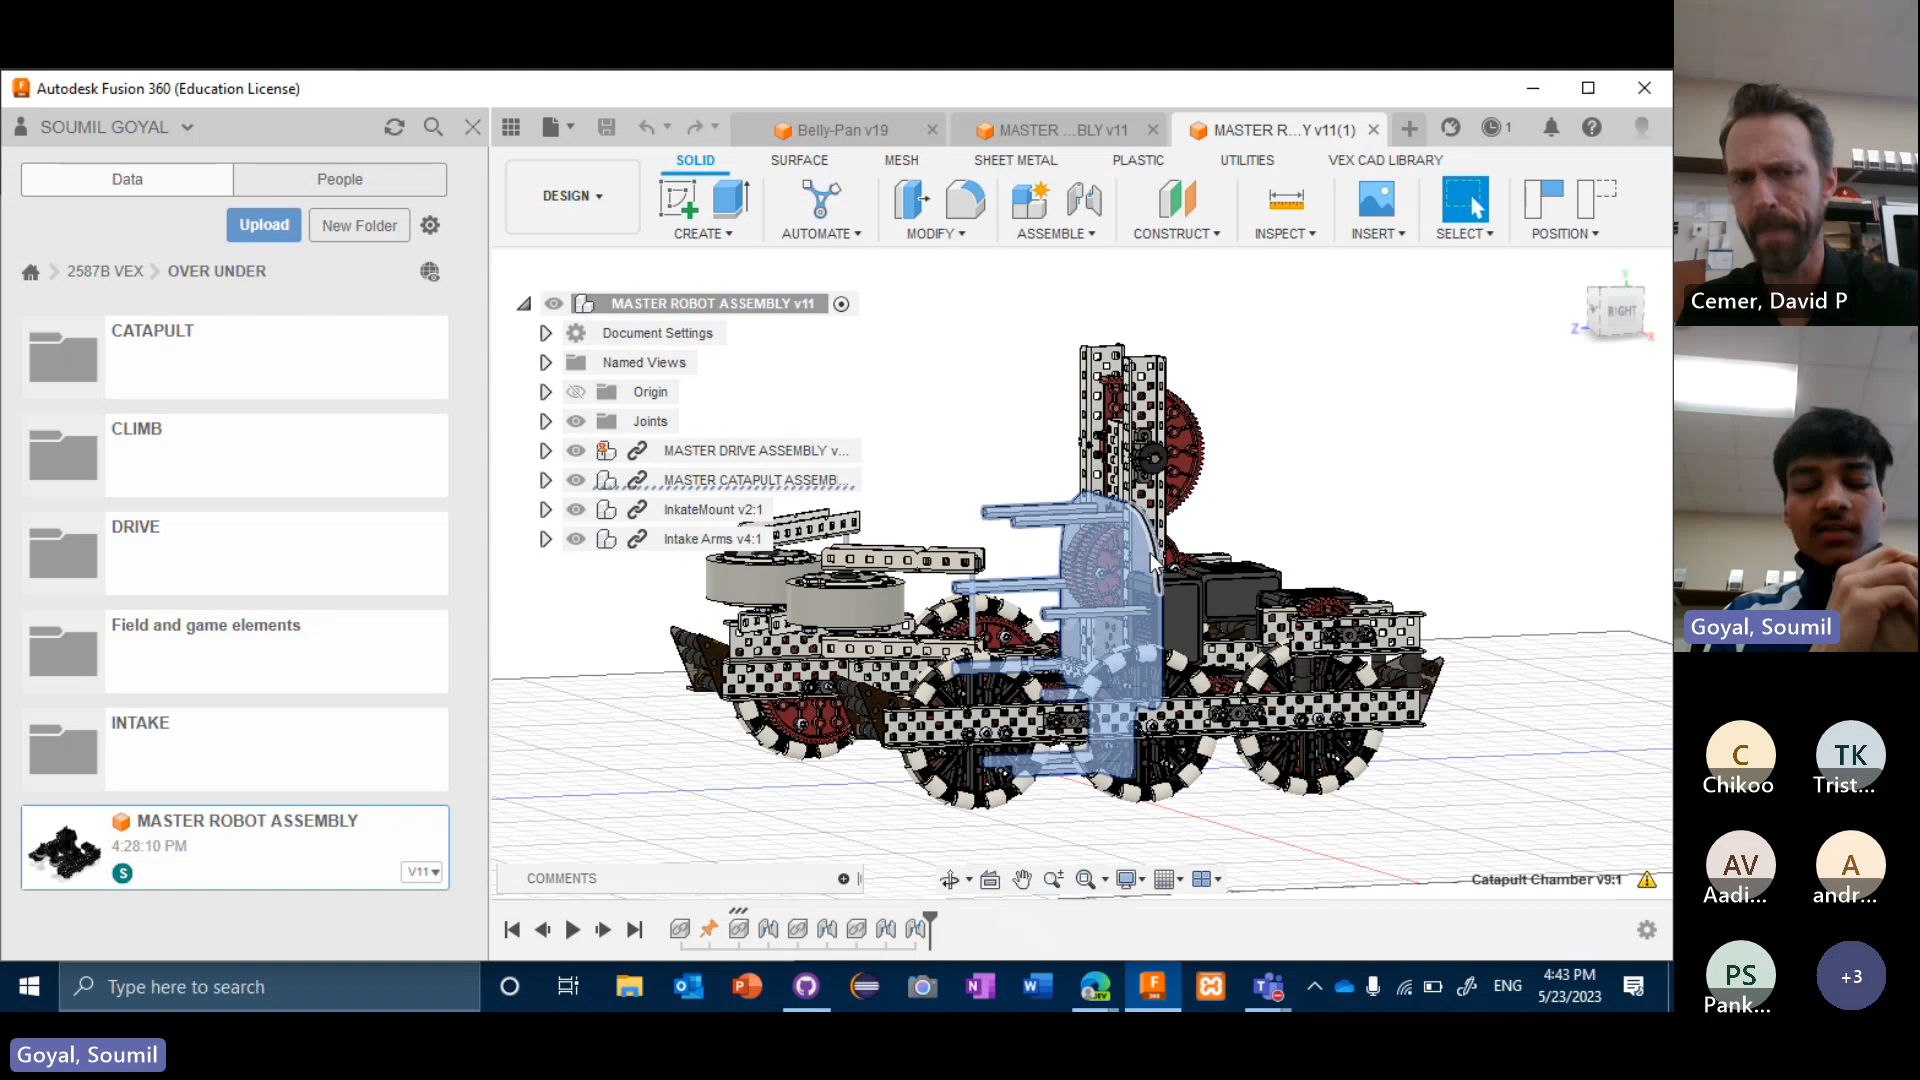 Autodesk Fusion 360 (Education License)
SOUMIL GOYAL
Belly-Pan v19
MASTER ...BLY v11
MASTER R...Y v11(1)
1
Data
People
SOLID
SURFACE
MESH
SHEET METAL
PLASTIC
UTILITIES
VEX CAD LIBRARY
Upload
New Folder
DESIGN
CREATE
AUTOMATE
MODIFY
ASSEMBLE
CONSTRUCT
INSPECT
INSERT
SELECT
POSITION
2587B VEX
OVER UNDER
MASTER ROBOT ASSEMBLY v11
Document Settings
Named Views
Origin
Joints
MASTER DRIVE ASSEMBLY v...
MASTER CATAPULT ASSEMB...
InkateMount v2:1
Intake Arms v4:1
Y
RIGHT
Z
X
CATAPULT
CLIMB
DRIVE
Field and game elements
INTAKE
MASTER ROBOT ASSEMBLY
4:28:10 PM
S
V11
COMMENTS
Catapult Chamber v9:1
Type here to search
ENG
4:43 PM
5/23/2023
Cemer, David P
Goyal, Soumil
C
Chikoo
TK
Trist...
AV
Aadi...
A
andr...
PS
Pank...
+3
Goyal, Soumil